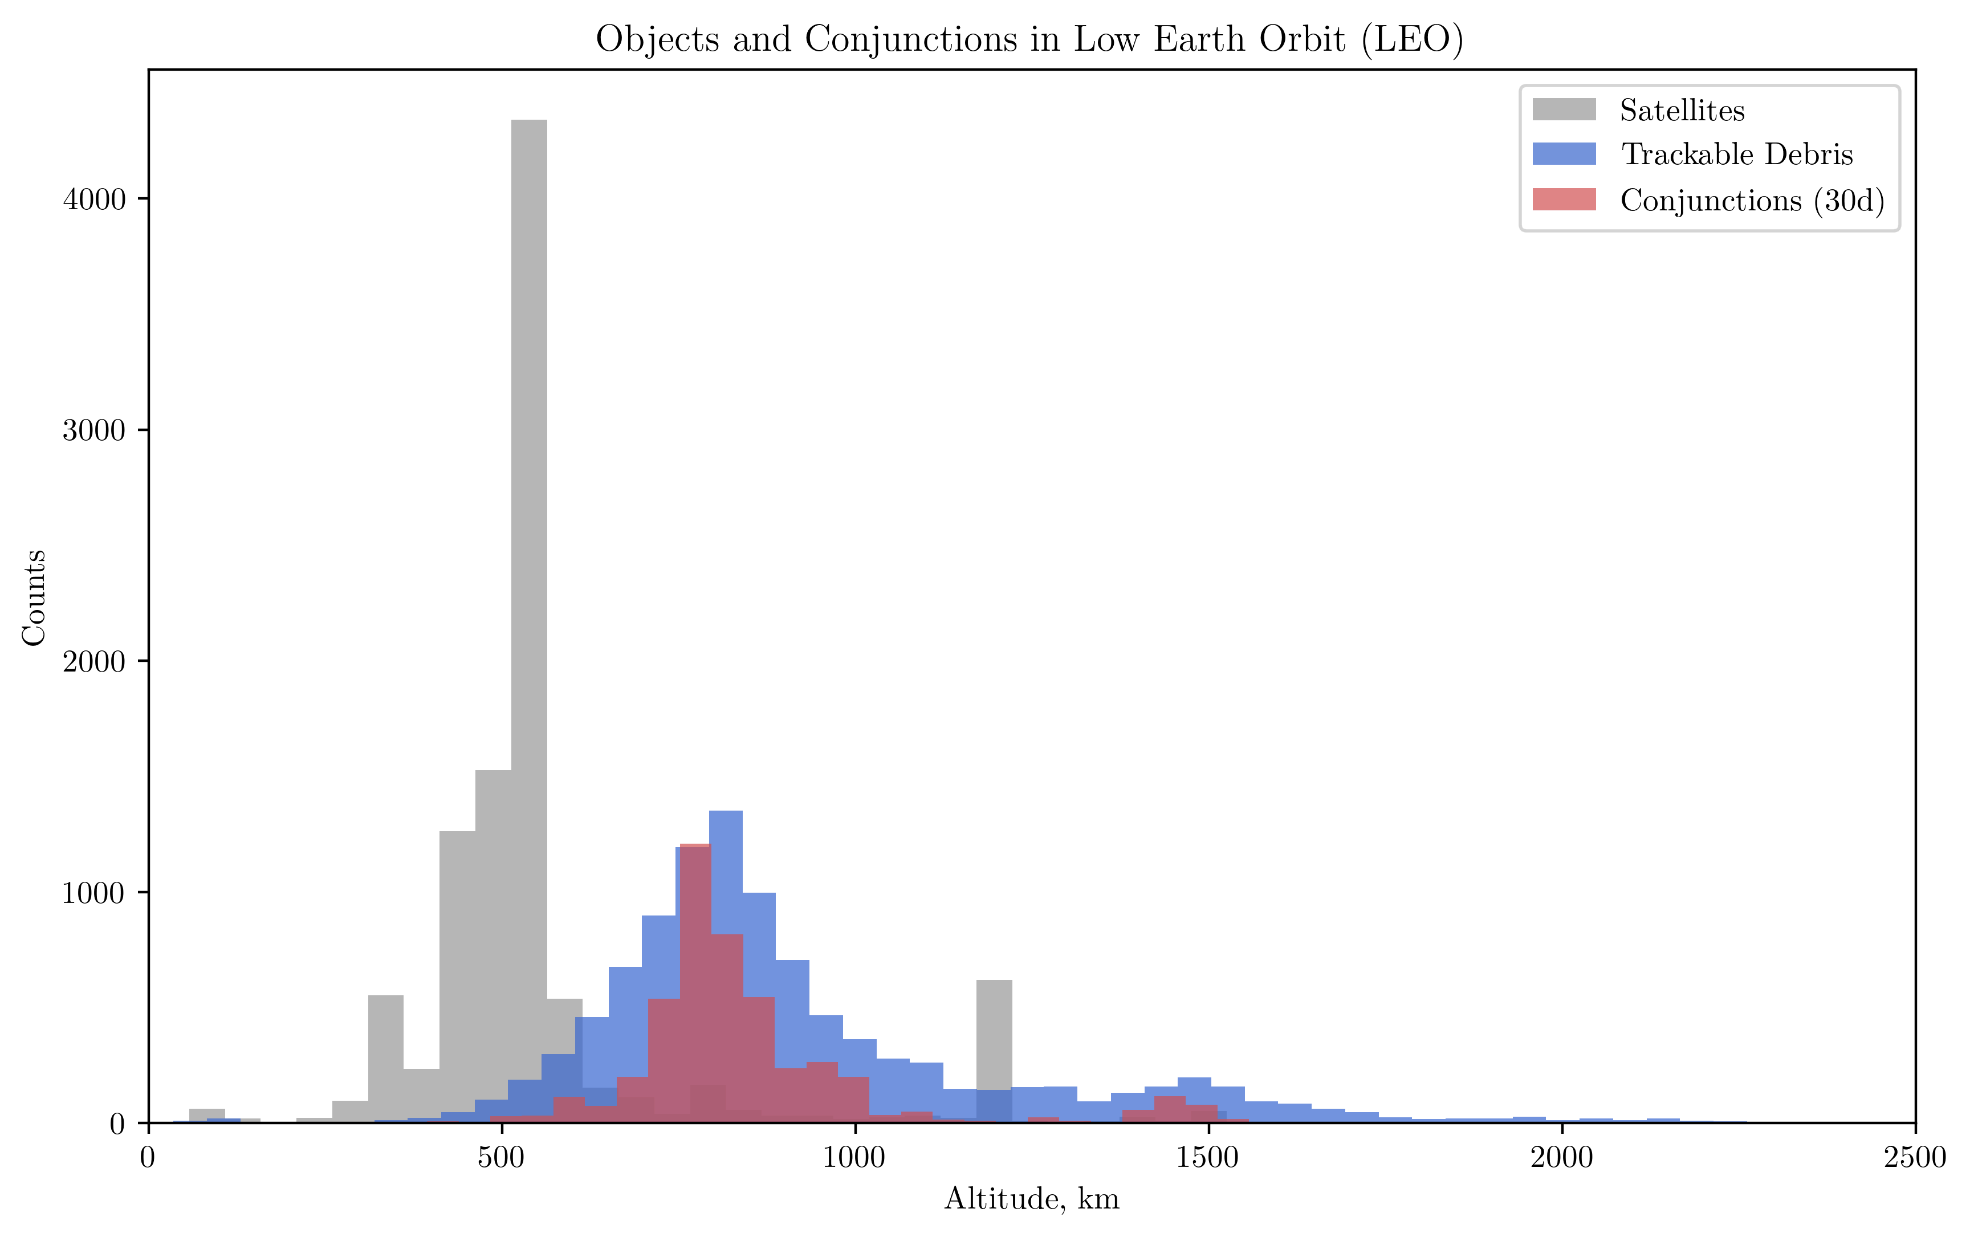 Objects and Conjunctions in Low Earth Orbit (LEO)
Satellites
Trackable Debris
Conjunctions (30d)
Counts
4000
3000
2000
1000
0
0 500 1000 1500 2000 2500
Altitude, km